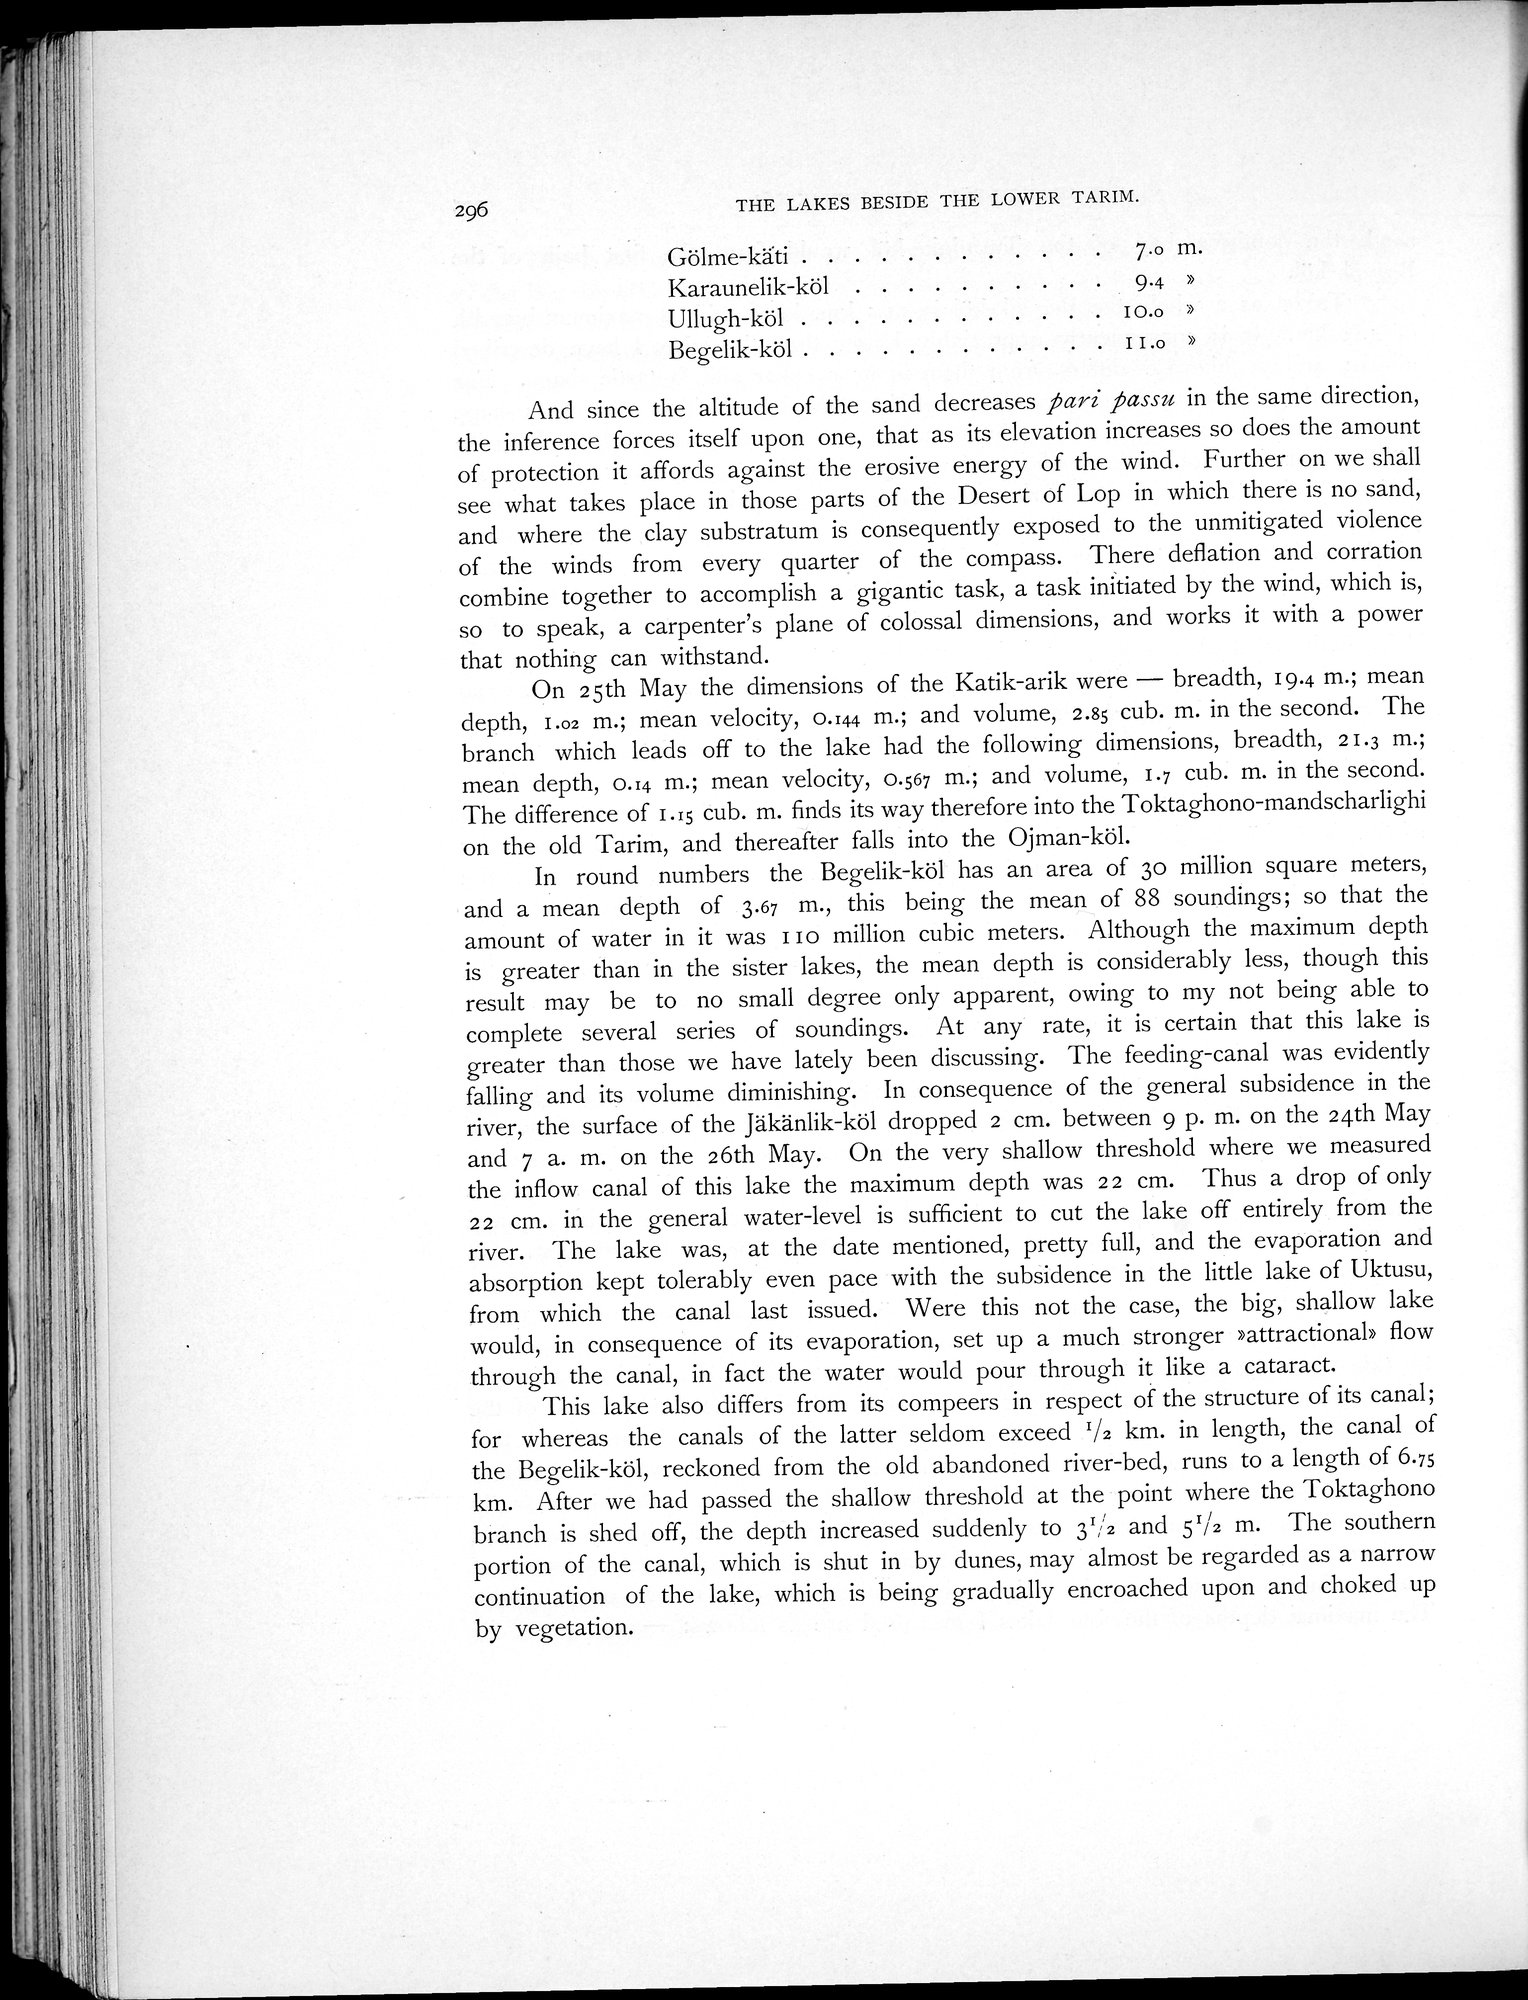 296
THE LAKES BESIDE THE LOWER TARIM.
Gölme-käti . . . . . . . . . . . . 7.0 m.
Karaunelik-köl . . . . . . . . . . 9.4 »
Ullugh-köl . . . . . . . . . . . . 10.0 »
Begelik-köl . . . . . . . . . . . . 11.0 »
And since the altitude of the sand decreases pari passu in the same direction,
the inference forces itself upon one, that as its elevation increases so does the amount
of protection it affords against the erosive energy of the wind. Further on we shall
see what takes place in those parts of the Desert of Lop in which there is no sand,
and where the clay substratum is consequently exposed to the unmitigated violence
of the winds from every quarter of the compass. There deflation and corration
combine together to accomplish a gigantic task, a task initiated by the wind, which is,
so to speak, a carpenter's plane of colossal dimensions, and works it with a power
that nothing can withstand.
On 25th May the dimensions of the Katik-arik were — breadth, 19.4 m.; mean
depth, 1.02 m.; mean velocity, 0.144 m.; and volume, 2.85 cub. m. in the second. The
branch which leads off to the lake had the following dimensions, breadth, 21.3 m.;
mean depth, 0.14 m.; mean velocity, 0.567 m.; and volume, 1.7 cub. m. in the second.
The difference of 1.15 cub. m. finds its way therefore into the Toktaghono-mandscharlighi
on the old Tarim, and thereafter falls into the Ojman-köl.
In round numbers the Begelik-köl has an area of 30 million square meters,
and a mean depth of 3.67 m., this being the mean of 88 soundings; so that the
amount of water in it was 110 million cubic meters. Although the maximum depth
is greater than in the sister lakes, the mean depth is considerably less, though this
result may be to no small degree only apparent, owing to my not being able to
complete several series of soundings. At any rate, it is certain that this lake is
greater than those we have lately been discussing. The feeding-canal was evidently
falling and its volume diminishing. In consequence of the general subsidence in the
river, the surface of the Jäkänlik-köl dropped 2 cm. between 9 p. m. on the 24th May
and 7 a. m. on the 26th May. On the very shallow threshold where we measured
the inflow canal of this lake the maximum depth was 22 cm. Thus a drop of only
22 cm. in the general water-level is sufficient to cut the lake off entirely from the
river. The lake was, at the date mentioned, pretty full, and the evaporation and
absorption kept tolerably even pace with the subsidence in the little lake of Uktusu,
from which the canal last issued. Were this not the case, the big, shallow lake
would, in consequence of its evaporation, set up a much stronger »attractional» flow
through the canal, in fact the water would pour through it like a cataract.
This lake also differs from its compeers in respect of the structure of its canal;
for whereas the canals of the latter seldom exceed 1/2 km. in length, the canal of
the Begelik-köl, reckoned from the old abandoned river-bed, runs to a length of 6.75
km. After we had passed the shallow threshold at the point where the Toktaghono
branch is shed off, the depth increased suddenly to 3 1/2 and 5 1/2 m. The southern
portion of the canal, which is shut in by dunes, may almost be regarded as a narrow
continuation of the lake, which is being gradually encroached upon and choked up
by vegetation.